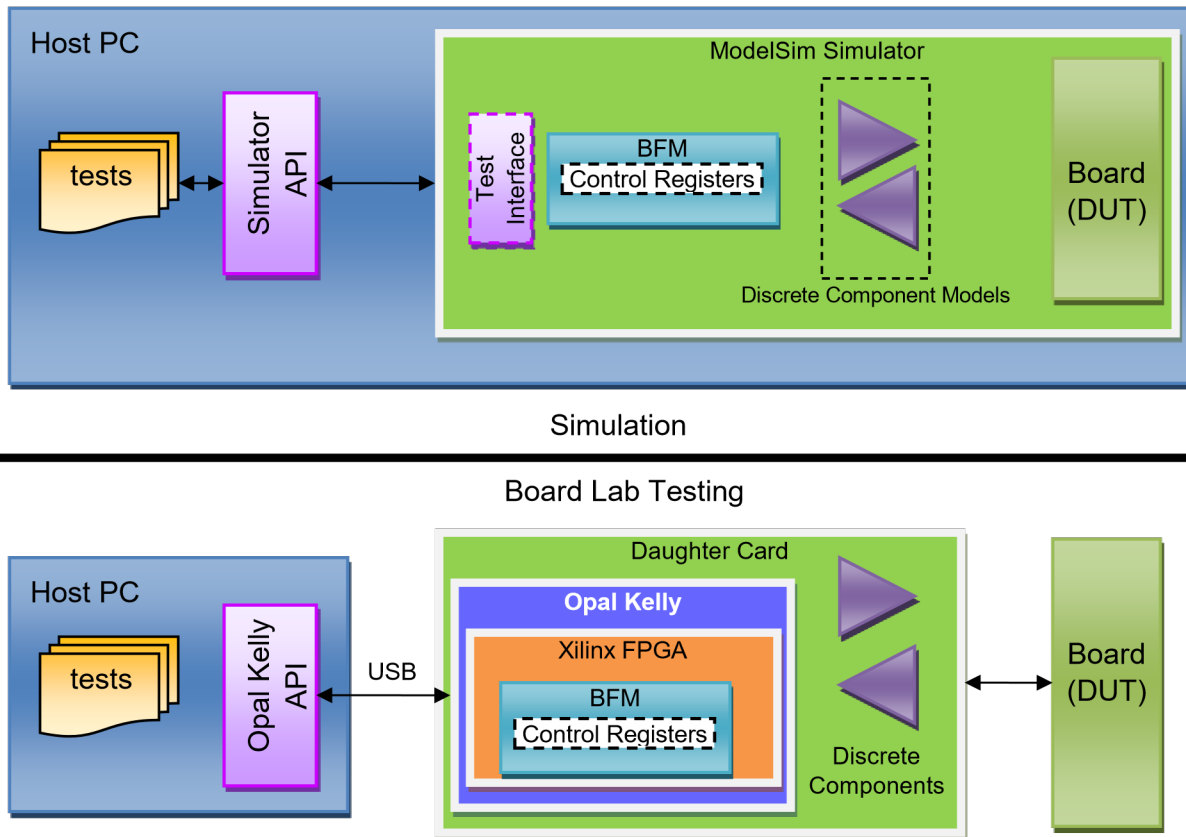 Host PC
ModelSim Simulator
tests
Simulator
API
Test
Interface
BFM
Control Registers
Discrete Component Models
Board
(DUT)
Simulation
Board Lab Testing
Host PC
tests
Opal Kelly
API
USB
Daughter Card
Opal Kelly
Xilinx FPGA
BFM
Control Registers
Discrete
Components
Board
(DUT)